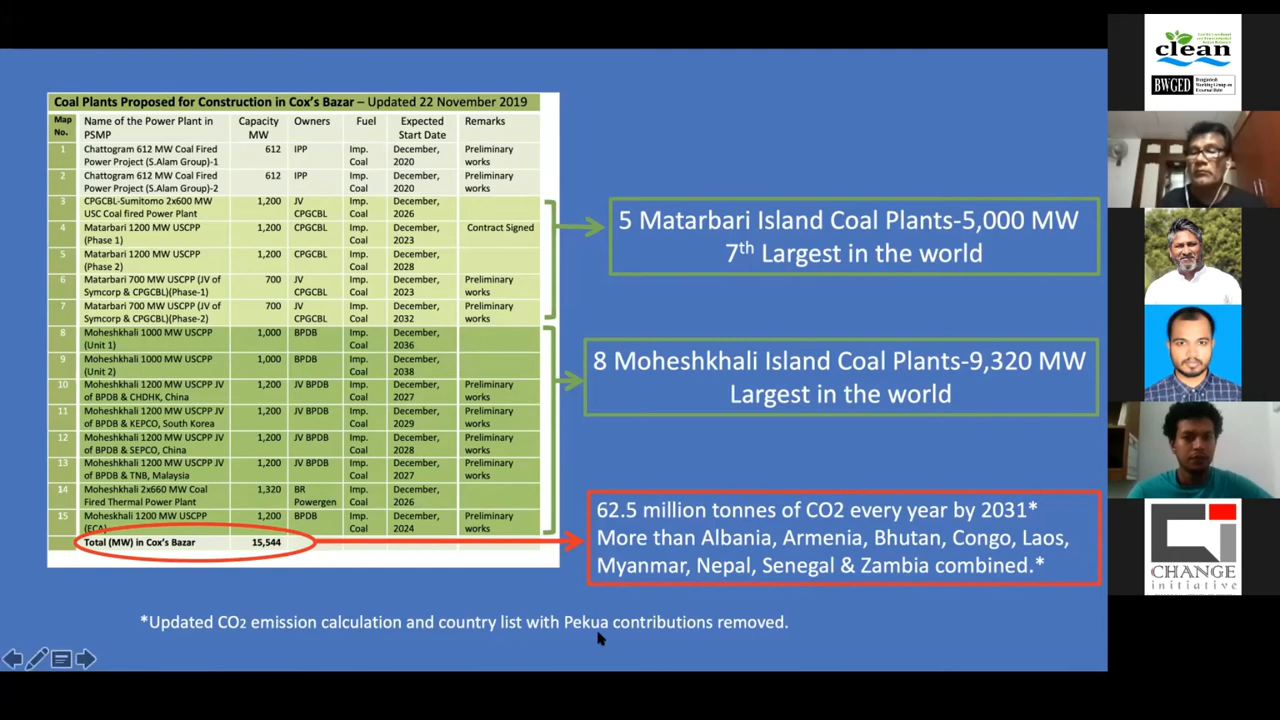 Coal Plants Proposed for Construction in Cox's Bazar – Updated 22 November 2019
Map No. Name of the Power Plant in PSMP Capacity MW Owners Fuel Expected Start Date Remarks
1 Chattogram 612 MW Coal Fired Power Project (S.Alam Group)-1 612 IPP Imp. Coal December, 2020 Preliminary works
2 Chattogram 612 MW Coal Fired Power Project (S.Alam Group)-2 612 IPP Imp. Coal December, 2020 Preliminary works
3 CPGCBL-Sumitomo 2x600 MW USC Coal fired Power Plant 1,200 JV CPGCBL Imp. Coal December, 2026
4 Matarbari 1200 MW USCPP (Phase 1) 1,200 CPGCBL Imp. Coal December, 2023 Contract Signed
5 Matarbari 1200 MW USCPP (Phase 2) 1,200 CPGCBL Imp. Coal December, 2028
6 Matarbari 700 MW USCPP (JV of Symcorp & CPGCBL)(Phase-1) 700 JV CPGCBL Imp. Coal December, 2023 Preliminary works
7 Matarbari 700 MW USCPP (JV of Symcorp & CPGCBL)(Phase-2) 700 JV CPGCBL Imp. Coal December, 2032 Preliminary works
8 Moheshkhali 1000 MW USCPP (Unit 1) 1,000 BPDB Imp. Coal December, 2036
9 Moheshkhali 1000 MW USCPP (Unit 2) 1,000 BPDB Imp. Coal December, 2038
10 Moheshkhali 1200 MW USCPP JV of BPDB & CHDHK, China 1,200 JV BPDB Imp. Coal December, 2027 Preliminary works
11 Moheshkhali 1200 MW USCPP JV of BPDB & KEPCO, South Korea 1,200 JV BPDB Imp. Coal December, 2029 Preliminary works
12 Moheshkhali 1200 MW USCPP JV of BPDB & SEPCO, China 1,200 JV BPDB Imp. Coal December, 2028 Preliminary works
13 Moheshkhali 1200 MW USCPP JV of BPDB & TNB, Malaysia 1,200 JV BPDB Imp. Coal December, 2027 Preliminary works
14 Moheshkhali 2x660 MW Coal Fired Thermal Power Plant 1,320 BR Powergen Imp. Coal December, 2026
15 Moheshkhali 1200 MW USCPP (ECA) 1,200 BPDB Imp. Coal December, 2024 Preliminary works
Total (MW) in Cox's Bazar 15,544
5 Matarbari Island Coal Plants-5,000 MW
7th Largest in the world
8 Moheshkhali Island Coal Plants-9,320 MW
Largest in the world
62.5 million tonnes of CO2 every year by 2031*
More than Albania, Armenia, Bhutan, Congo, Laos,
Myanmar, Nepal, Senegal & Zambia combined.*
*Updated CO2 emission calculation and country list with Pekua contributions removed.
clean
BWGED
Bangladesh
Working Group on
External Debt
CHANGE
initiative